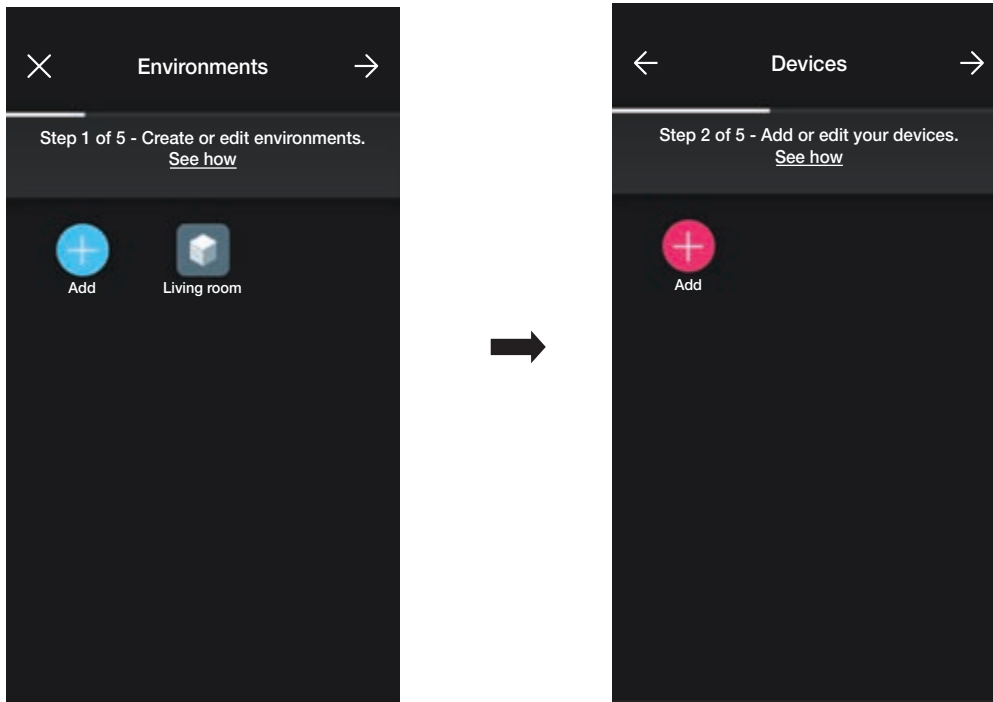 Environments
Step 1 of 5 - Create or edit environments.
See how
Add
Living room
Devices
Step 2 of 5 - Add or edit your devices.
See how
Add